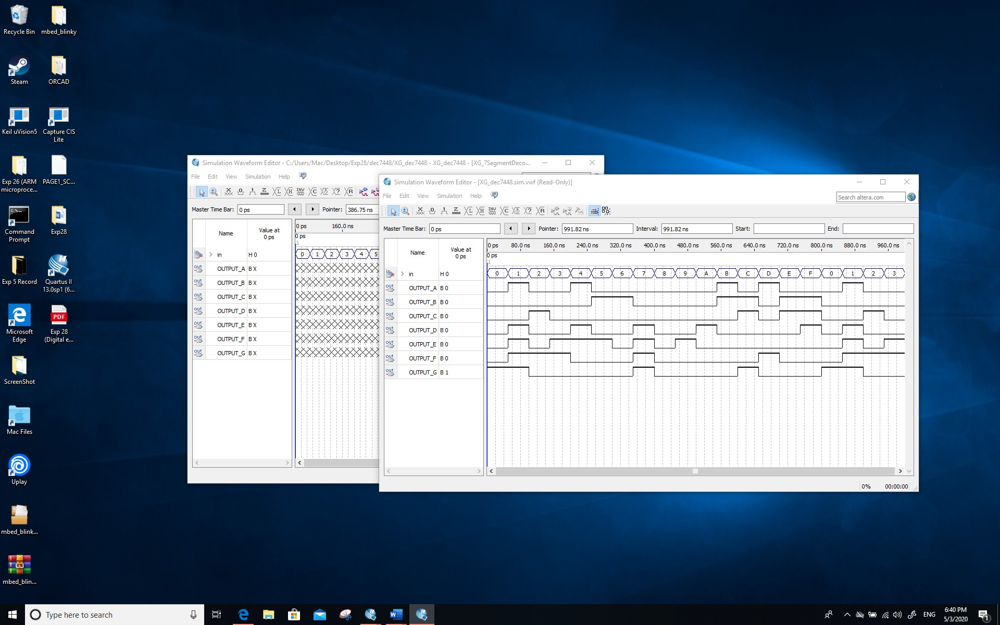 Recycle Bin
mbed_blinky
Steam
ORCAD
Keil uVision5
Capture CIS
Lite
Exp 26 (ARM
microproce...
PAGE1_SC...
Command
Prompt
Exp28
Exp 5 Record
Quartus II
13.0sp1 (6...
PDF
Microsoft
Edge
Exp 28
(Digital e...
ScreenShot
Mac Files
Uplay
mbed_blink...
mbed_blin...
Simulation Waveform Editor - C:/Users/Mac/Desktop/Exp28/dec7448/XG_dec7448 - XG_dec7448 - [XG_7SegmentDeco...
File Edit View Simulation Help
Master Time Bar: 0 ps Pointer: 386.75 ns
Name Value at
0 ps
0 ps 160.0 ns
0 ps
in H 0 0 1 2 3 4 5
OUTPUT_A B X
OUTPUT_B B X
OUTPUT_C B X
OUTPUT_D B X
OUTPUT_E B X
OUTPUT_F B X
OUTPUT_G B X
Simulation Waveform Editor - [XG_dec7448.sim.vwf (Read-Only)]
File Edit View Simulation Help
Search altera.com
Master Time Bar: 0 ps Pointer: 991.82 ns Interval: 991.82 ns Start: End:
Name Value at
0 ps
0 ps 80.0 ns 160.0 ns 240.0 ns 320.0 ns 400.0 ns 480.0 ns 560.0 ns 640.0 ns 720.0 ns 800.0 ns 880.0 ns 960.0 ns
0 ps
in H 0 0 1 2 3 4 5 6 7 8 9 A B C D E F 0 1 2 3
OUTPUT_A B 0
OUTPUT_B B 0
OUTPUT_C B 0
OUTPUT_D B 0
OUTPUT_E B 0
OUTPUT_F B 0
OUTPUT_G B 1
0% 00:00:00
Type here to search
ENG
6:40 PM
5/3/2020
1